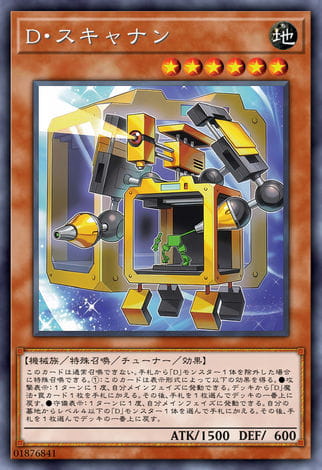 D・スキャナン
地
【機械族／特殊召喚／チューナー／効果】
このカードは通常召喚できない。手札から「D」モンスター１体を除外した場合
に特殊召喚できる。①：このカードは表示形式によって以下の効果を得る。●攻
撃表示：１ターンに１度、自分メインフェイズに発動できる。デッキから「D」魔
法・罠カード１枚を手札に加える。その後、手札を１枚選んでデッキの一番上に
戻す。●守備表示：１ターンに１度、自分メインフェイズに発動できる。自分の
墓地からレベル４以下の「D」モンスター１体を選んで手札に加える。その後、手
札を１枚選んでデッキの一番上に戻す。
ATK/1500 DEF/ 600
01876841